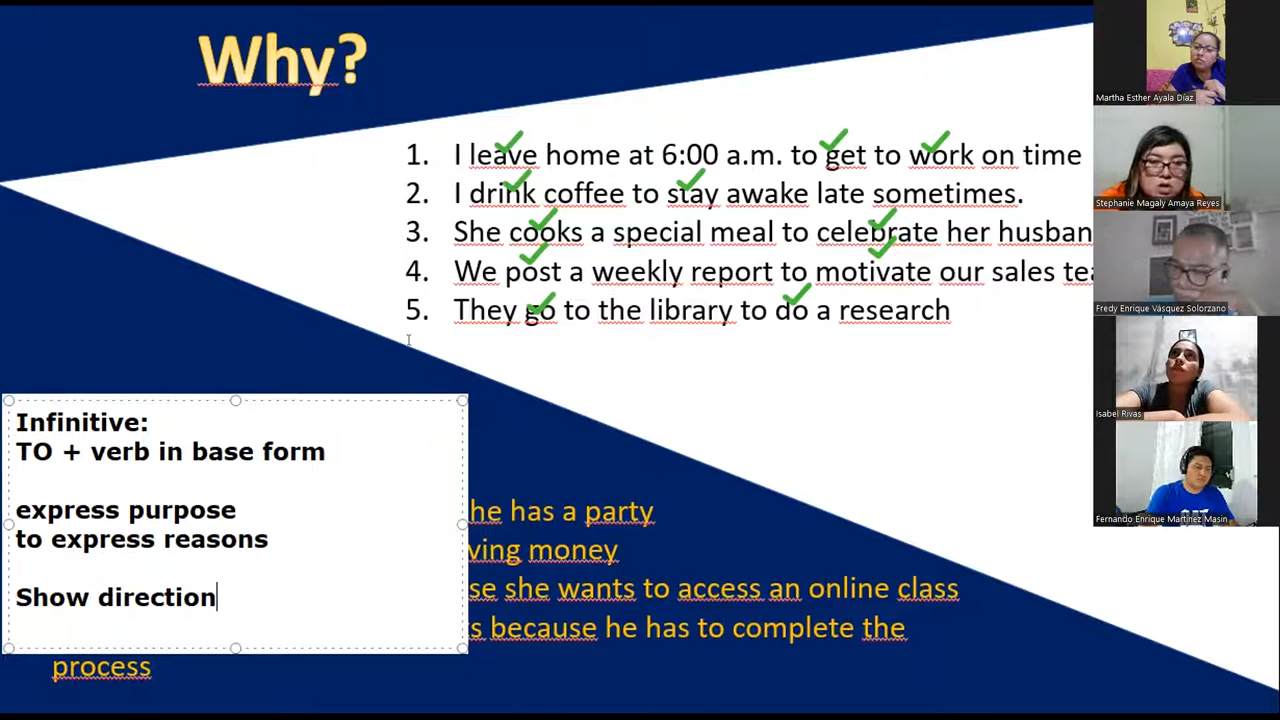 Why?
1. I leave home at 6:00 a.m. to get to work on time
2. I drink coffee to stay awake late sometimes.
3. She cooks a special meal to celebrate her husban
4. We post a weekly report to motivate our sales tea
5. They go to the library to do a research
Infinitive:
TO + verb in base form
express purpose
to express reasons
Show direction
he has a party
ving money
se she wants to access an online class
s because he has to complete the
process
Martha Esther Ayala Díaz
Stephanie Magaly Amaya Reyes
Fredy Enrique Vásquez Solorzano
Isabel Rivas
Fernando Enrique Martínez Masin